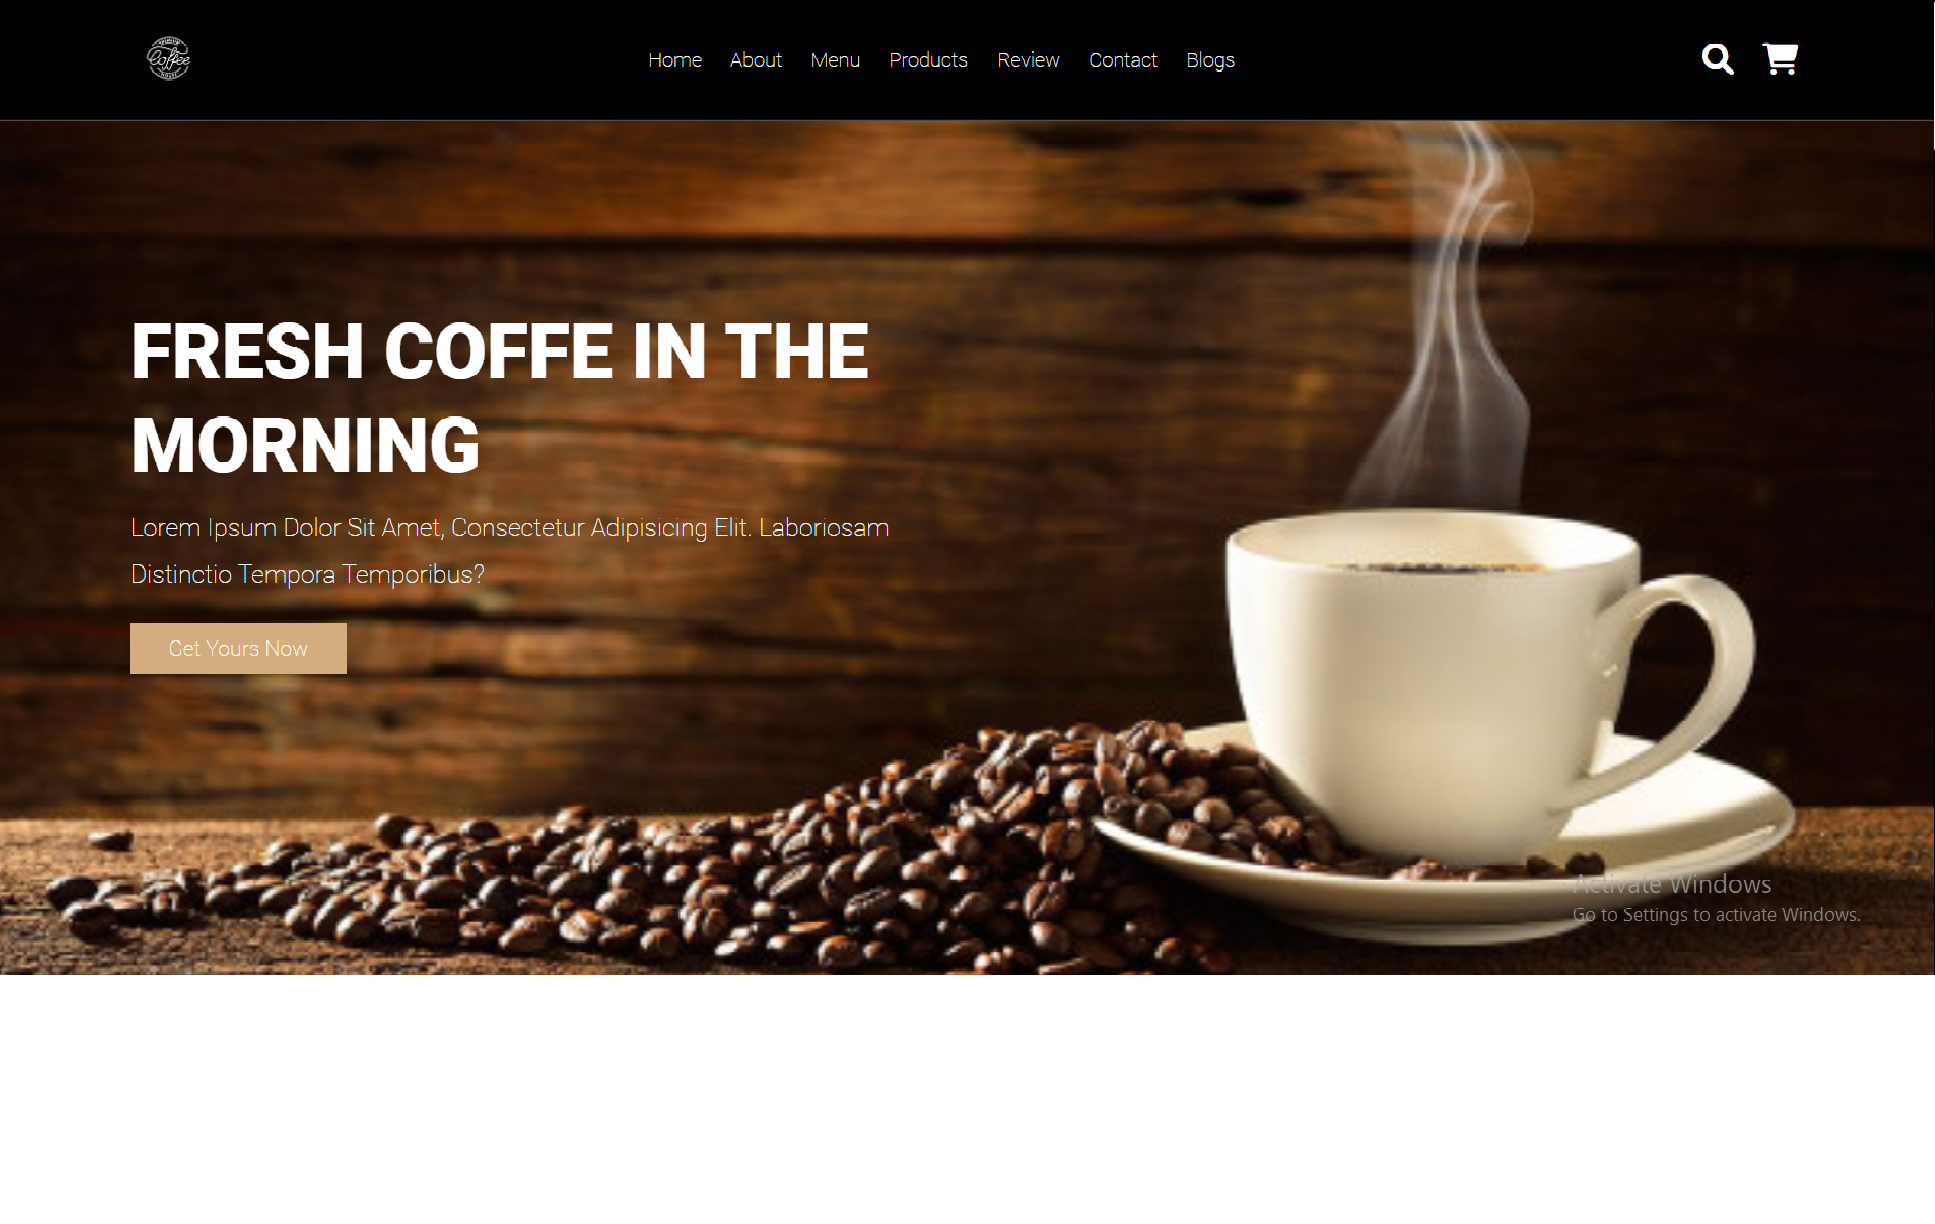 Coffee
Home About Menu Products Review Contact Blogs
FRESH COFFE IN THE
MORNING
Lorem Ipsum Dolor Sit Amet, Consectetur Adipisicing Elit. Laboriosam
Distinctio Tempora Temporibus?
Get Yours Now
Activate Windows
Go to Settings to activate Windows.